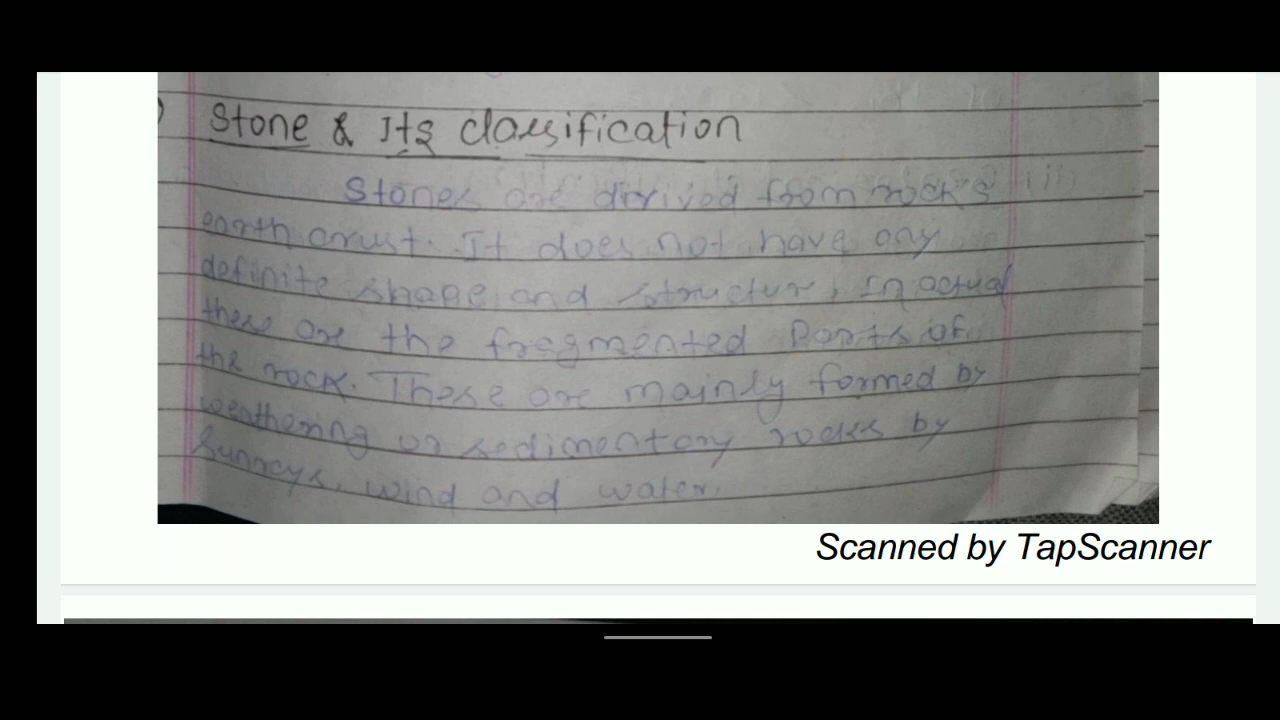 Stone & Its classification
Stones are derived from rock's
earth crust. It does not have any
definite shape and structure, In actual
these are the fragmented Parts of
the rock. These are mainly formed by
weathering or sedimentary rocks by
Sunrays, wind and water.
Scanned by TapScanner